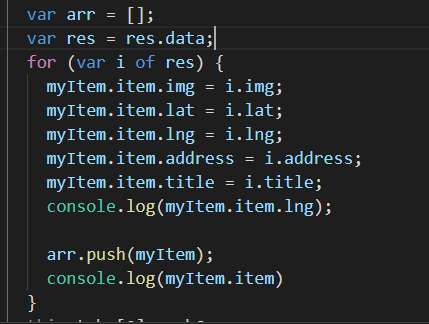 var arr = [];
var res = res.data;
for (var i of res) {
myItem.item.img = i.img;
myItem.item.lat = i.lat;
myItem.item.lng = i.lng;
myItem.item.address = i.address;
myItem.item.title = i.title;
console.log(myItem.item.lng);
arr.push(myItem);
console.log(myItem.item)
}